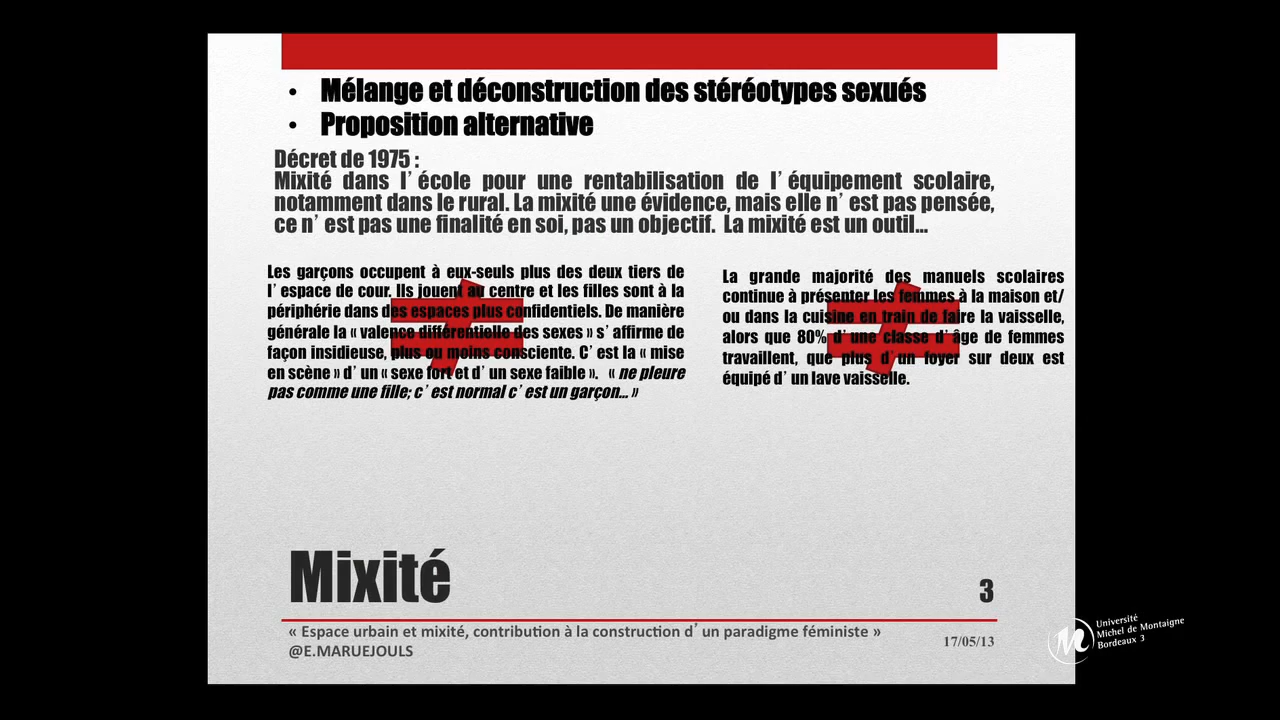 • Mélange et déconstruction des stéréotypes sexués
• Proposition alternative
Décret de 1975 :
Mixité dans l’école pour une rentabilisation de l’équipement scolaire,
notamment dans le rural. La mixité une évidence, mais elle n’est pas pensée,
ce n’est pas une finalité en soi, pas un objectif. La mixité est un outil…
Les garçons occupent à eux-seuls plus des deux tiers de
l’espace de cour. Ils jouent au centre et les filles sont à la
périphérie dans des espaces plus confidentiels. De manière
générale la « valence différentielle des sexes » s’affirme de
façon insidieuse, plus ou moins consciente. C’est la « mise
en scène » d’un « sexe fort et d’un sexe faible ». « ne pleure
pas comme une fille; c’est normal c’est un garçon… »
La grande majorité des manuels scolaires
continue à présenter les femmes à la maison et/
ou dans la cuisine en train de faire la vaisselle,
alors que 80% d’une classe d’âge de femmes
travaillent, que plus d’un foyer sur deux est
équipé d’un lave vaisselle.
Mixité
3
« Espace urbain et mixité, contribution à la construction d’un paradigme féministe »
@E.MARUEJOULS
17/05/13
Université
Michel de Montaigne
Bordeaux 3